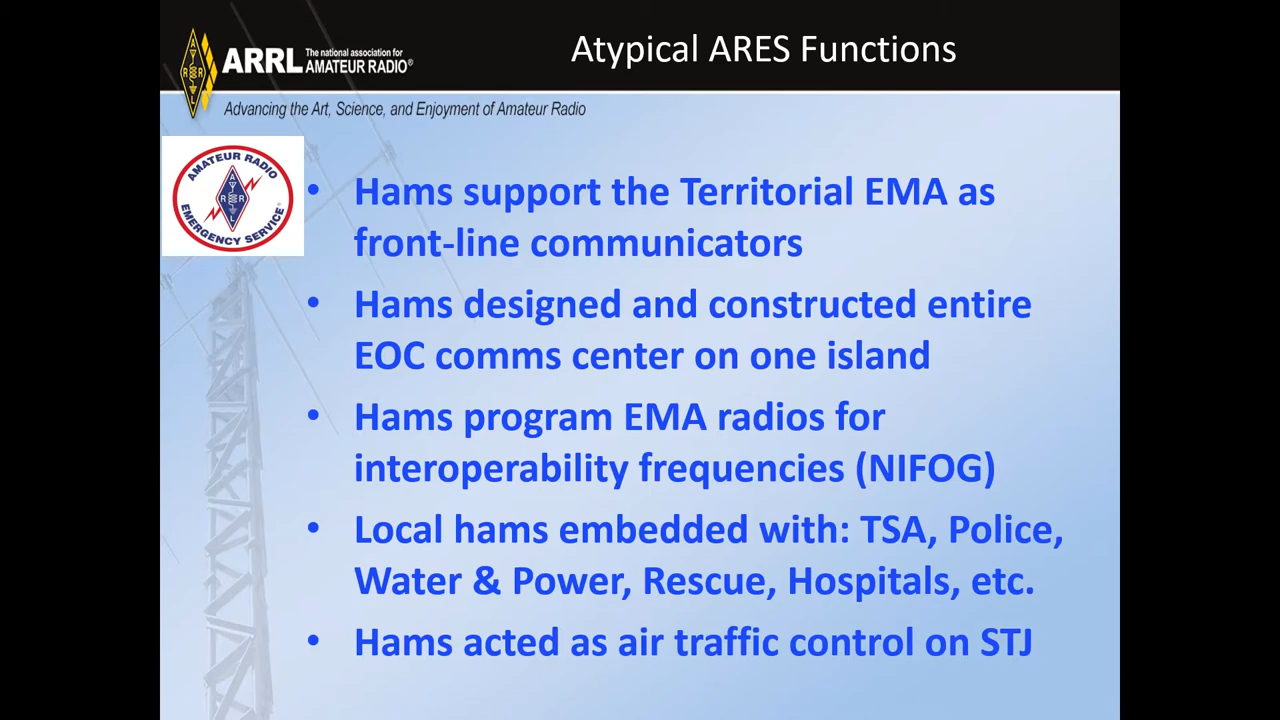 Atypical ARES Functions
ARRL The national association for
AMATEUR RADIO®
Advancing the Art, Science, and Enjoyment of Amateur Radio
A
R R
L
AMATEUR RADIO
A
R R
L
EMERGENCY SERVICE®
• Hams support the Territorial EMA as
front-line communicators
• Hams designed and constructed entire
EOC comms center on one island
• Hams program EMA radios for
interoperability frequencies (NIFOG)
• Local hams embedded with: TSA, Police,
Water & Power, Rescue, Hospitals, etc.
• Hams acted as air traffic control on STJ